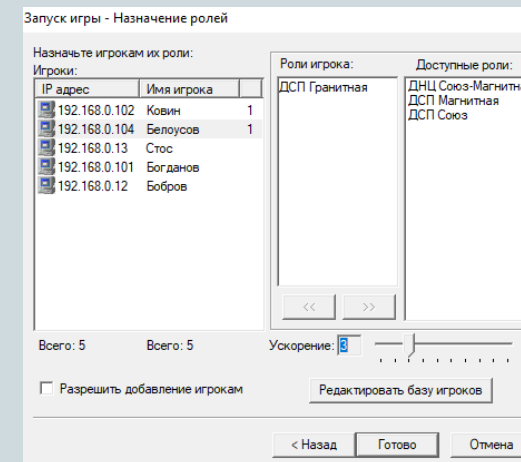 Запуск игры - Назначение ролей
Назначьте игрокам их роли:
Игроки:
IP адрес Имя игрока
192.168.0.102 Ковин 1
192.168.0.104 Белоусов 1
192.168.0.13 Стос
192.168.0.101 Богданов
192.168.0.12 Бобров
Всего: 5 Всего: 5
Разрешить добавление игрокам
Роли игрока:
ДСП Гранитная
Доступные роли:
ДНЦ Союз-Магнитна
ДСП Магнитная
ДСП Союз
<< >>
Ускорение: 3
Редактировать базу игроков
< Назад Готово Отмена